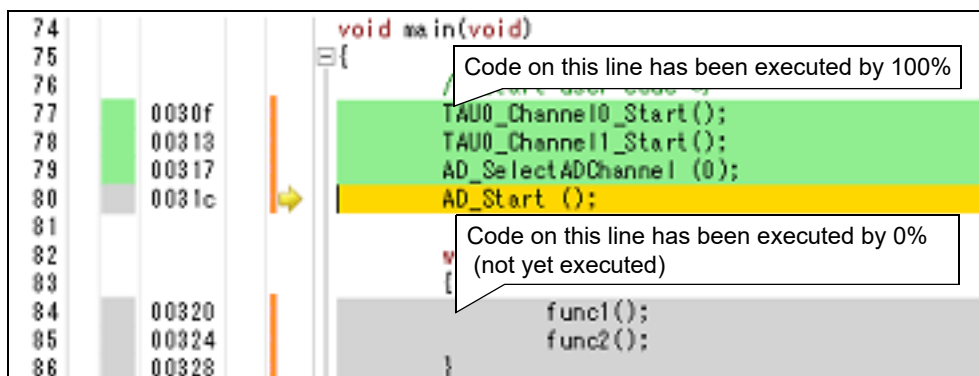 74 void main(void)
75 {
76 /
Code on this line has been executed by 100%
77 0030f TAU0_Channel0_Start();
78 00313 TAU0_Channel1_Start();
79 00317 AD_SelectADChannel (0);
80 0031c AD_Start ();
81
Code on this line has been executed by 0%
(not yet executed)
82
83 {
84 00320 func1();
85 00324 func2();
86 00328 }